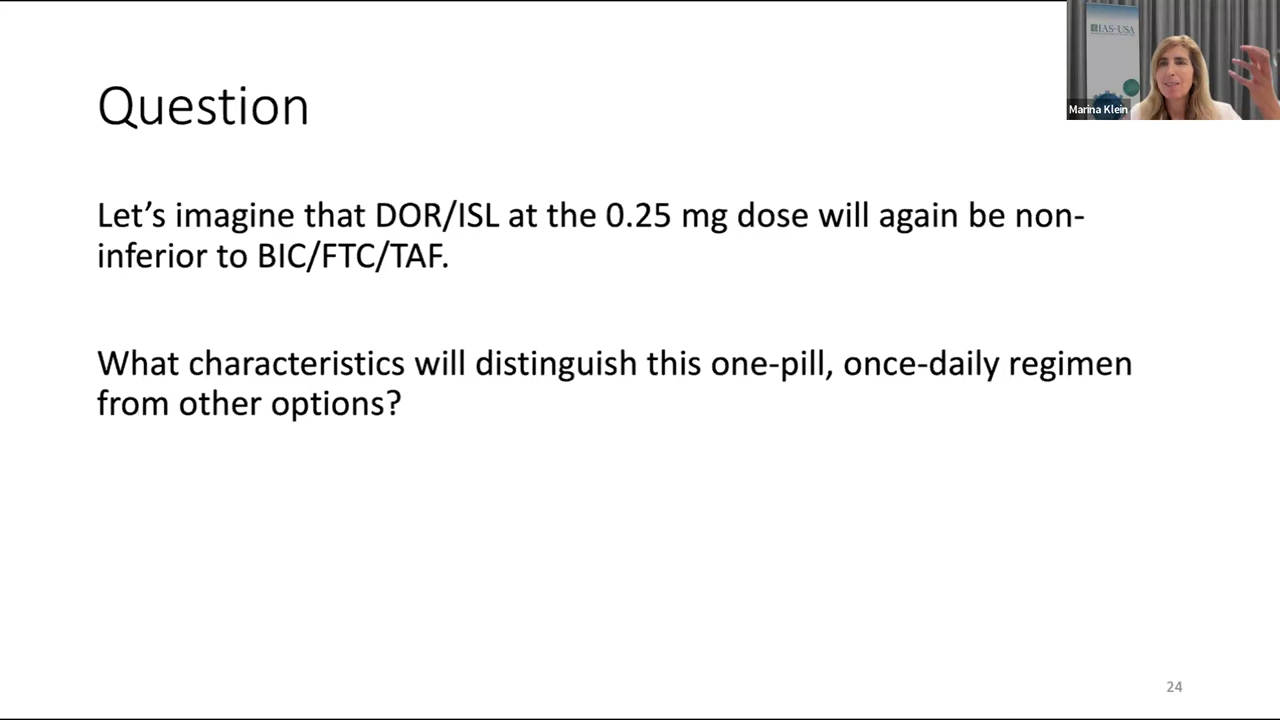 Question
Let’s imagine that DOR/ISL at the 0.25 mg dose will again be non-
inferior to BIC/FTC/TAF.
What characteristics will distinguish this one-pill, once-daily regimen
from other options?
IAS-USA
Marina Klein
24